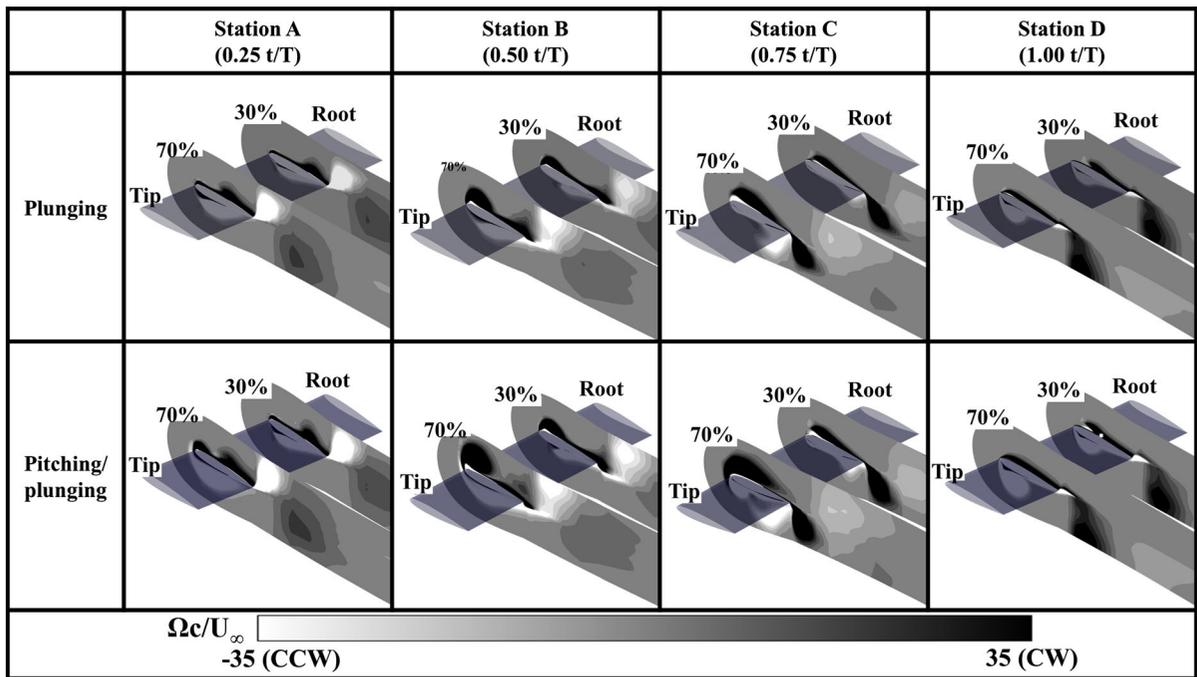 Station A
(0.25 t/T)
Station B
(0.50 t/T)
Station C
(0.75 t/T)
Station D
(1.00 t/T)
Plunging
30%
Root
70%
Tip
30%
Root
70%
Tip
30%
Root
70%
Tip
30%
Root
70%
Tip
Pitching/
plunging
30%
Root
70%
Tip
30%
Root
70%
Tip
30%
Root
70%
Tip
30%
Root
70%
Tip
Ωc/U∞
-35 (CCW)
35 (CW)